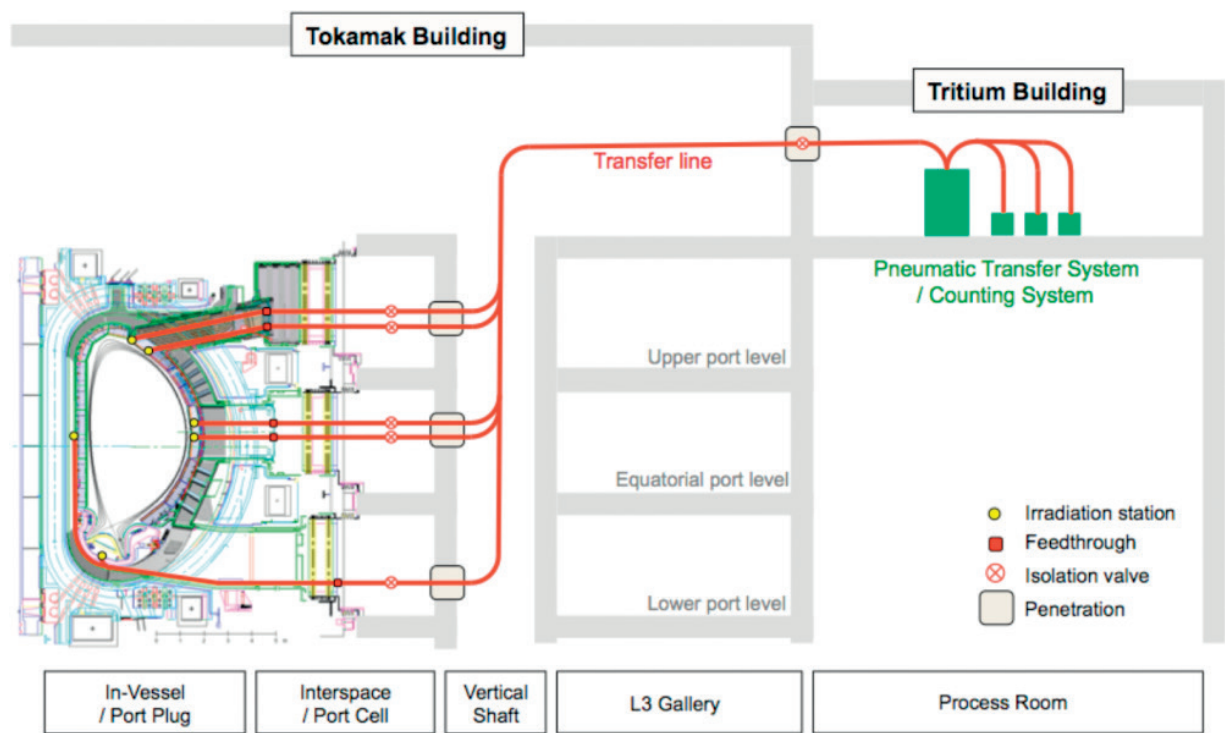 Tokamak Building
Tritium Building
Transfer line
Pneumatic Transfer System
/ Counting System
Upper port level
Equatorial port level
Lower port level
Irradiation station
Feedthrough
Isolation valve
Penetration
In-Vessel
/ Port Plug
Interspace
/ Port Cell
Vertical
Shaft
L3 Gallery
Process Room